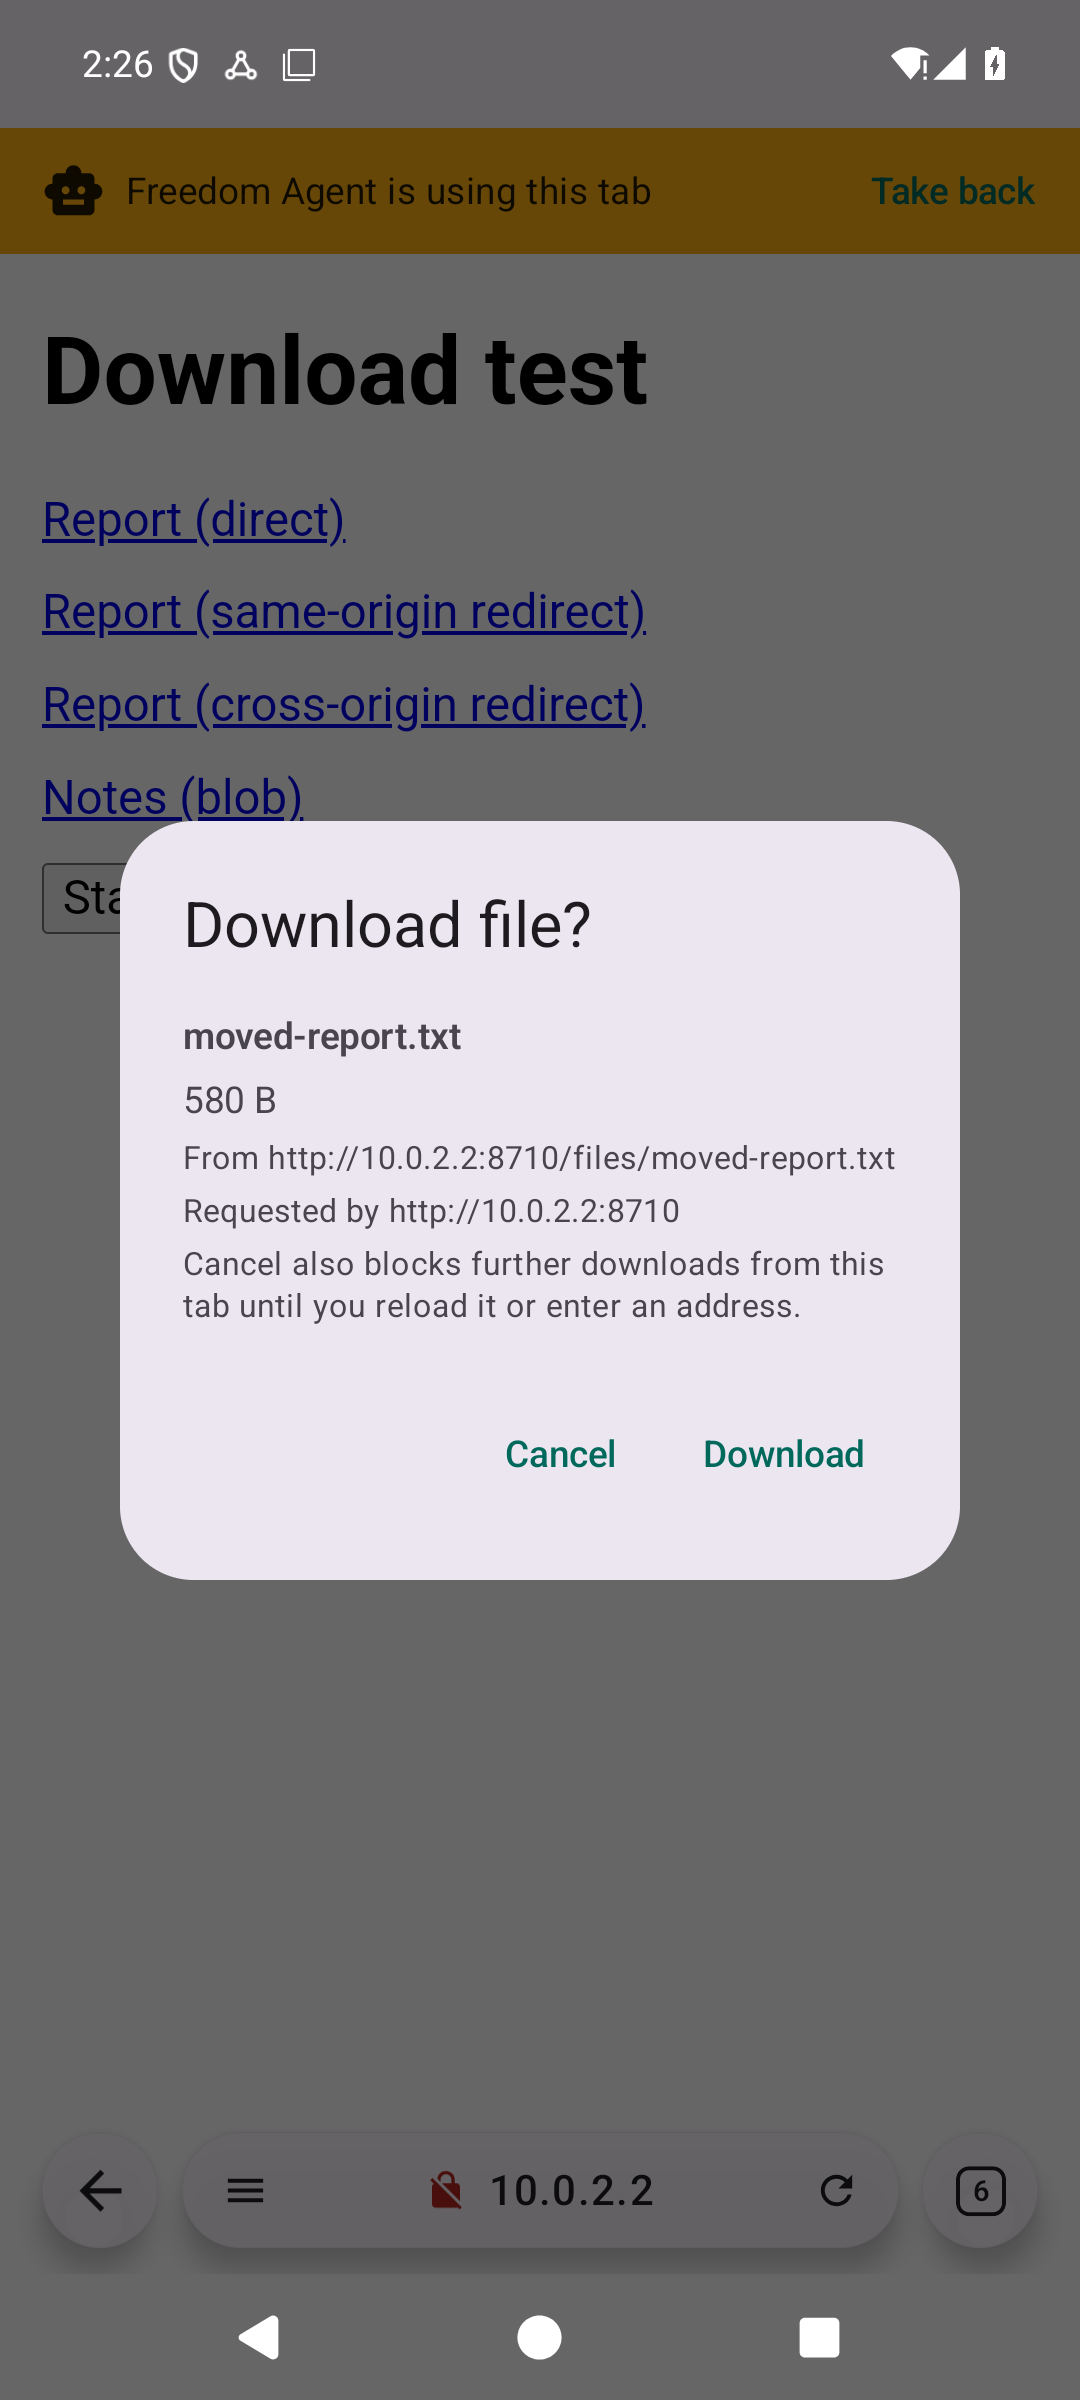 2:26
Freedom Agent is using this tab
Take back
Download test
Report (direct)
Report (same-origin redirect)
Report (cross-origin redirect)
Notes (blob)
Sta
Download file?
moved-report.txt
580 B
From http://10.0.2.2:8710/files/moved-report.txt
Requested by http://10.0.2.2:8710
Cancel also blocks further downloads from this
tab until you reload it or enter an address.
Cancel
Download
10.0.2.2
6